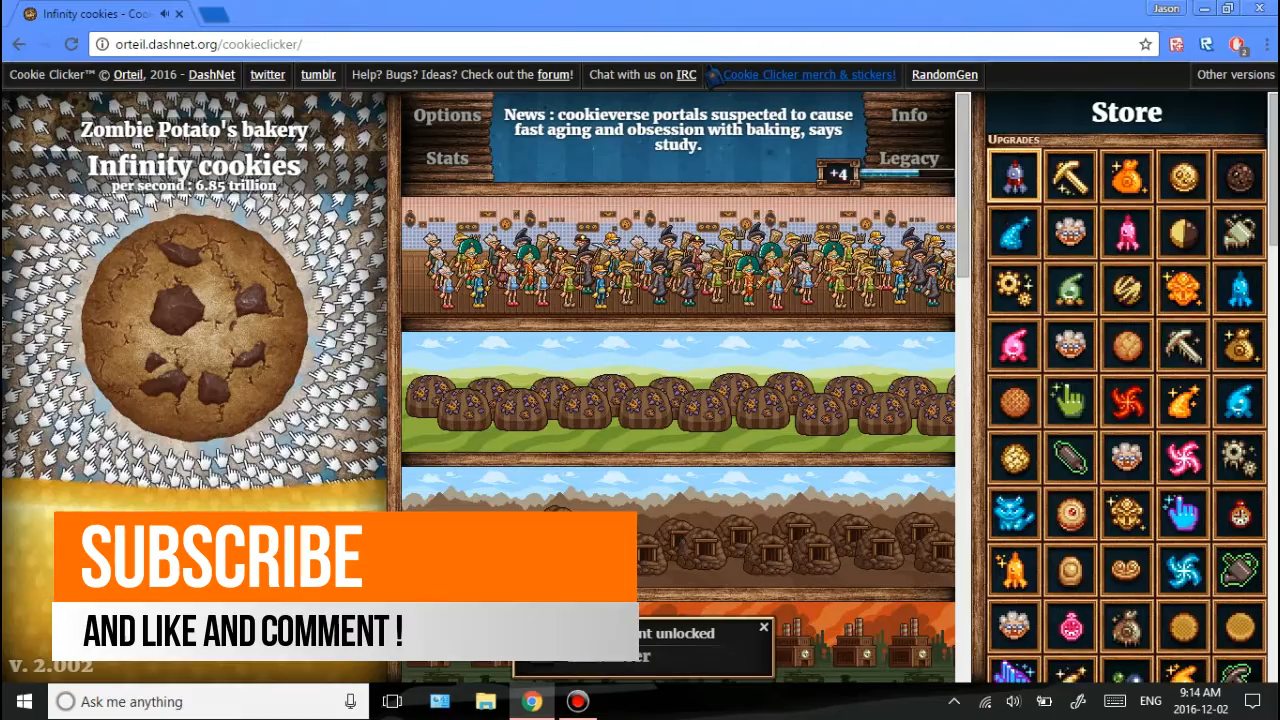 Infinity cookies - Cook
Jason
orteil.dashnet.org/cookieclicker/
2
Cookie Clicker™ © Orteil, 2016 - DashNet
twitter
tumblr
Help? Bugs? Ideas? Check out the forum!
Chat with us on IRC
Cookie Clicker merch & stickers!
RandomGen
Other versions
Zombie Potato's bakery
Infinity cookies
per second : 6.85 trillion
Options
Stats
News : cookieverse portals suspected to cause
fast aging and obsession with baking, says
study.
Info
Legacy
+4
Store
Upgrades
SUBSCRIBE
AND LIKE AND COMMENT !
unlocked
v. 2.002
Ask me anything
ENG
9:14 AM
2016-12-02